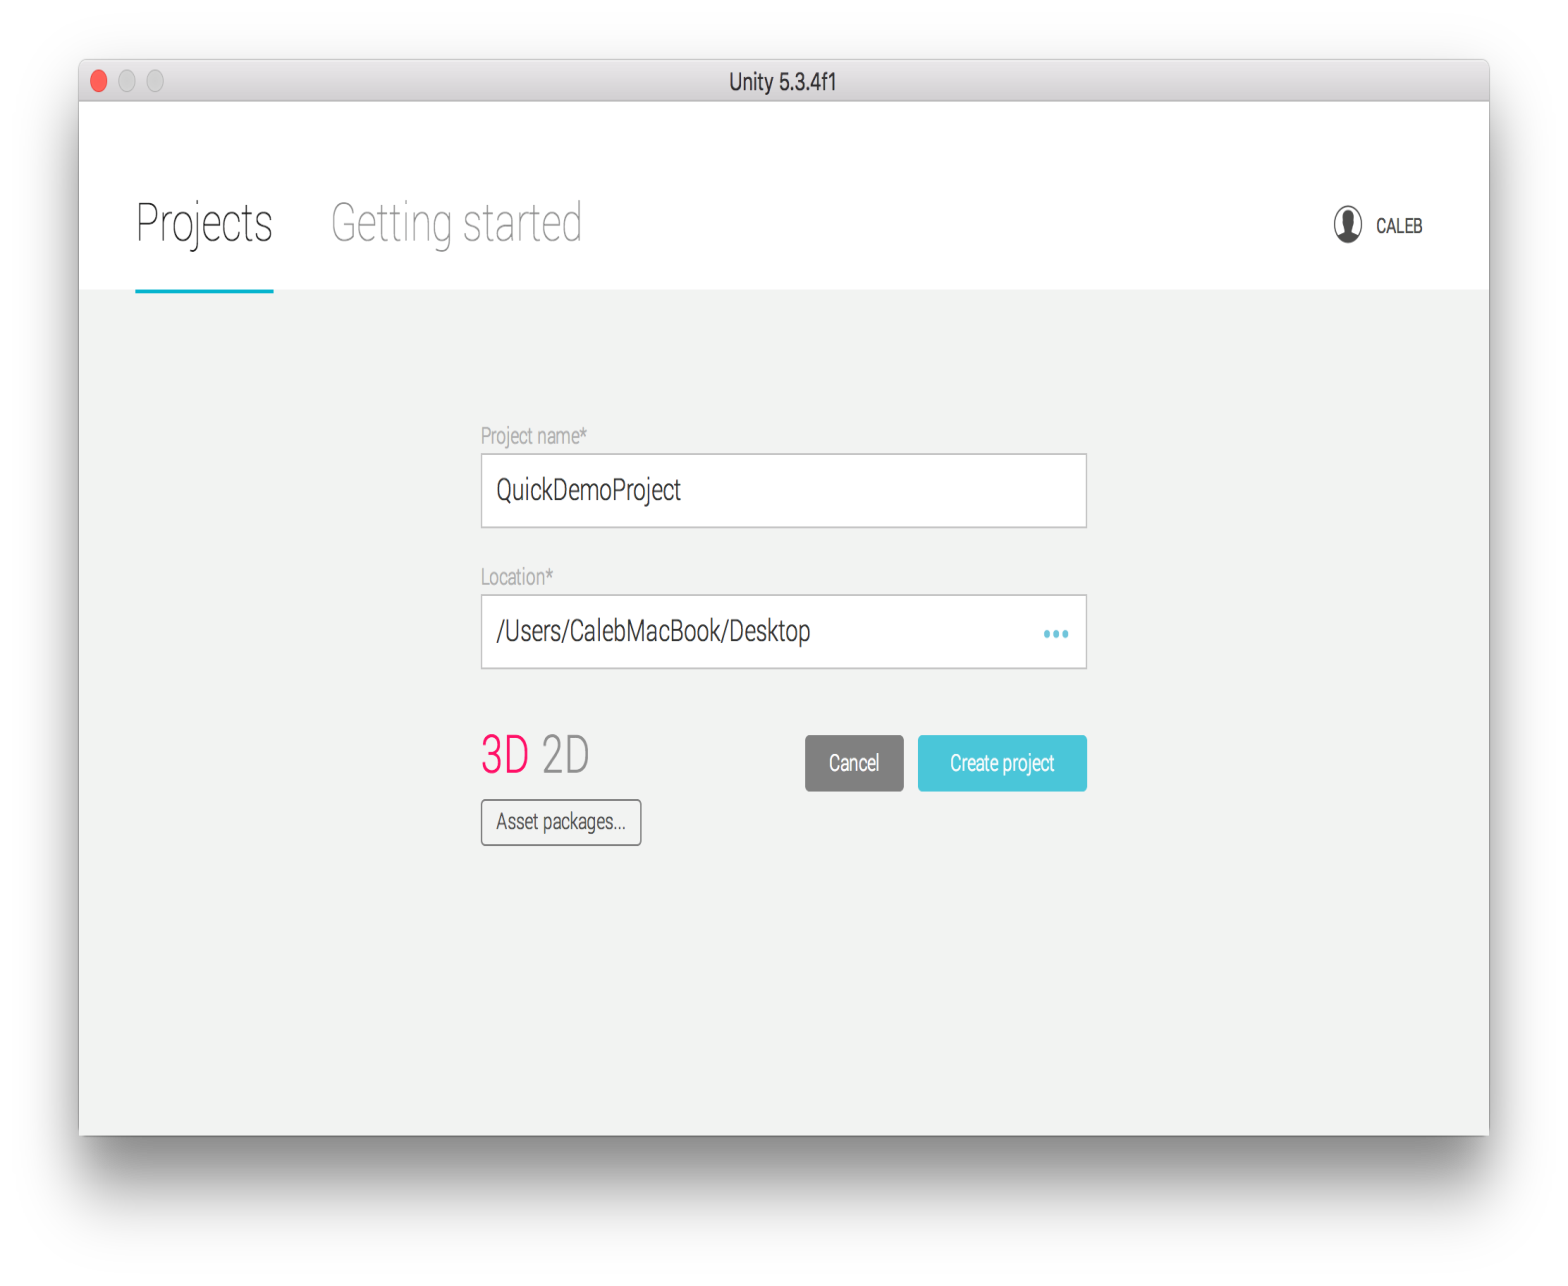 Unity 5.3.4f1
Projects Getting started CALEB
Project name*
QuickDemoProject
Location*
/Users/CalebMacBook/Desktop
3D 2D Cancel Create project
Asset packages...